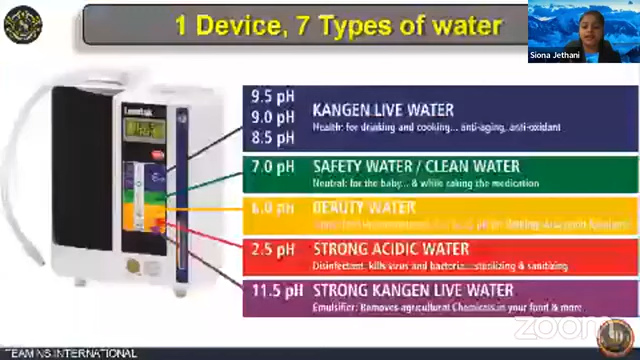 1 Device, 7 Types of water
Siona Jethani
9.5 pH
9.0 pH
8.5 pH
KANGEN LIVE WATER
Health: for drinking and cooking... anti-aging, anti-oxidant
7.0 pH
SAFETY WATER / CLEAN WATER
Neutral: for the baby... & while taking the medication
6.0 pH
BEAUTY WATER
2.5 pH
STRONG ACIDIC WATER
Disinfectant, kills virus and bacteria...sterilizing & sanitizing
11.5 pH
STRONG KANGEN LIVE WATER
Emulsifier: Removes agricultural Chemicals in your food & more
zoom
TEAM NS INTERNATIONAL